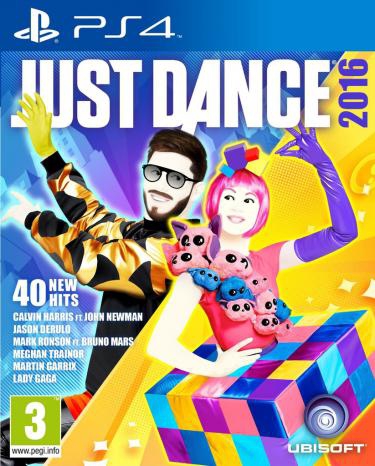 PS4
JUST DANCE
2016
40 NEW
HITS
CALVIN HARRIS FT JOHN NEWMAN
JASON DERULO
MARK RONSON FT BRUNO MARS
MEGHAN TRAINOR
MARTIN GARRIX
LADY GAGA
3
www.pegi.info
UBISOFT